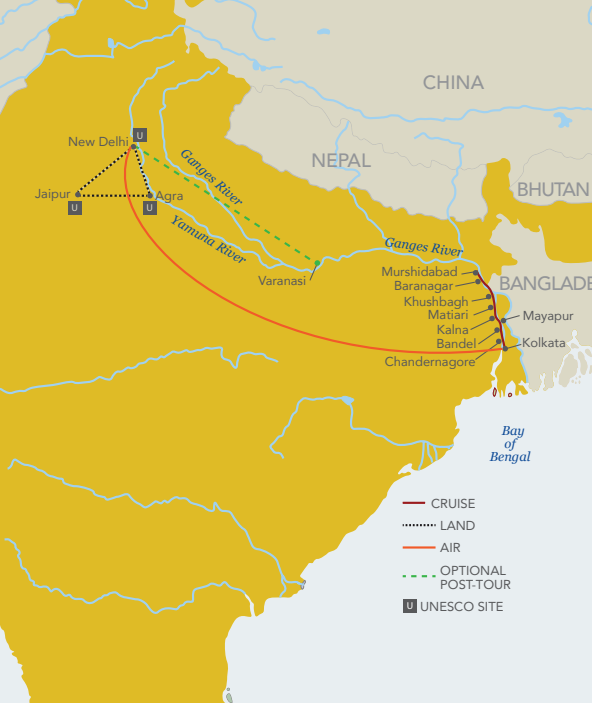 CHINA
NEPAL
BHUTAN
BANGLADE
New Delhi
U
Jaipur
U
Agra
U
Ganges River
Yamuna River
Varanasi
Ganges River
Murshidabad
Baranagar
Khushbagh
Matiari
Mayapur
Kalna
Bandel
Kolkata
Chandernagore
Bay
of
Bengal
CRUISE
LAND
AIR
OPTIONAL
POST-TOUR
U UNESCO SITE